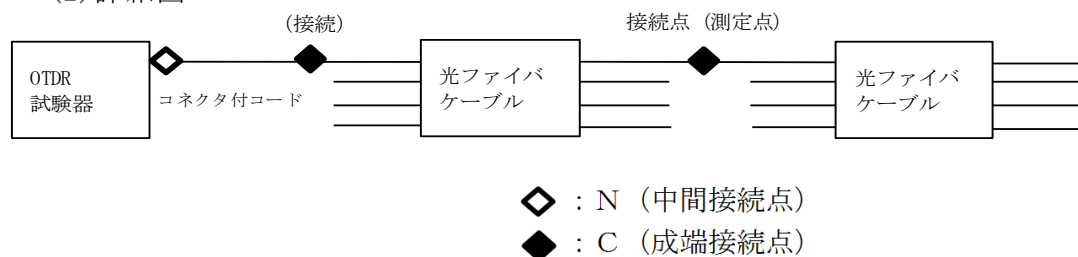 (接続)
接続点 (測定点)
OTDR
試験器
コネクタ付コード
光ファイバ
ケーブル
光ファイバ
ケーブル
: N (中間接続点)
: C (成端接続点)